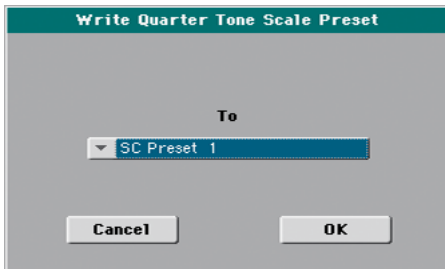 Write Quarter Tone Scale Preset
To
SC Preset 1
Cancel
OK